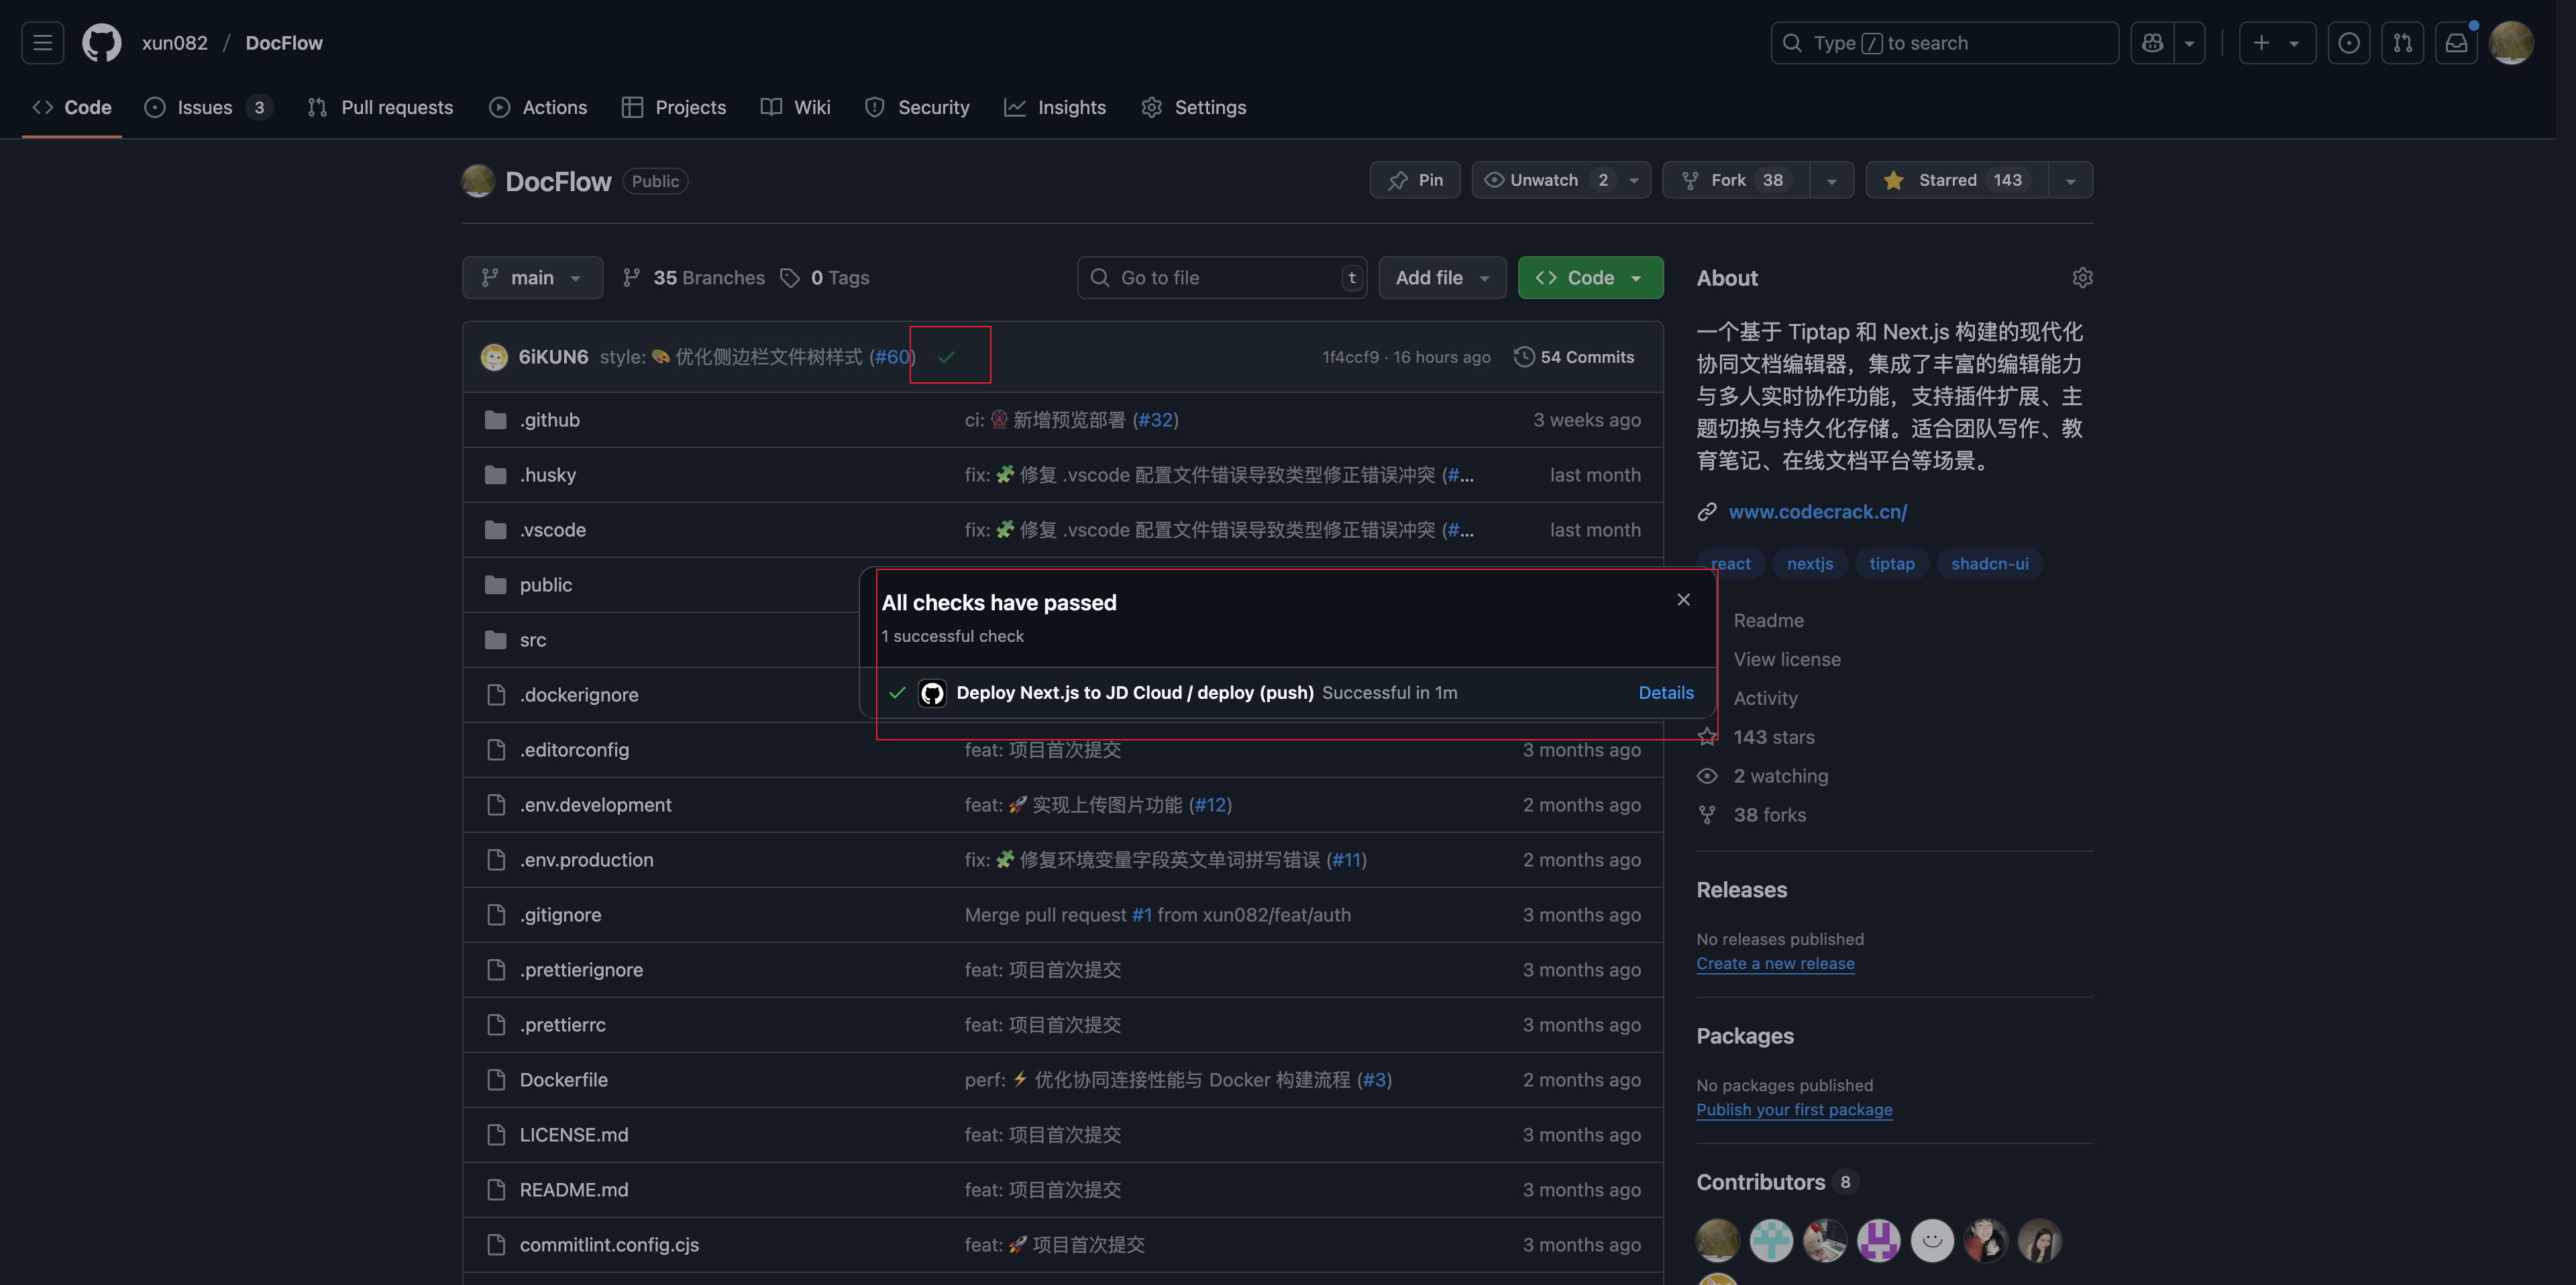 xun082 / DocFlow
Type / to search
Code
Issues 3
Pull requests
Actions
Projects
Wiki
Security
Insights
Settings
DocFlow Public
Pin
Unwatch 2
Fork 38
Starred 143
main
35 Branches
0 Tags
Go to file t
Add file
Code
6iKUN6 style: 🎨 优化侧边栏文件树样式 (#60)
1f4ccf9 · 16 hours ago
54 Commits
.github ci: 🎡 新增预览部署 (#32) 3 weeks ago
.husky fix: 🧩 修复 .vscode 配置文件错误导致类型修正错误冲突 (#... last month
.vscode fix: 🧩 修复 .vscode 配置文件错误导致类型修正错误冲突 (#... last month
public
src
.dockerignore
.editorconfig feat: 项目首次提交 3 months ago
.env.development feat: 🚀 实现上传图片功能 (#12) 2 months ago
.env.production fix: 🧩 修复环境变量字段英文单词拼写错误 (#11) 2 months ago
.gitignore Merge pull request #1 from xun082/feat/auth 3 months ago
.prettierignore feat: 项目首次提交 3 months ago
.prettierrc feat: 项目首次提交 3 months ago
Dockerfile perf: ⚡ 优化协同连接性能与 Docker 构建流程 (#3) 2 months ago
LICENSE.md feat: 项目首次提交 3 months ago
README.md feat: 项目首次提交 3 months ago
commitlint.config.cjs feat: 🚀 项目首次提交 3 months ago
All checks have passed
1 successful check
Deploy Next.js to JD Cloud / deploy (push) Successful in 1m Details
About
一个基于 Tiptap 和 Next.js 构建的现代化
协同文档编辑器，集成了丰富的编辑能力
与多人实时协作功能，支持插件扩展、主
题切换与持久化存储。适合团队写作、教
育笔记、在线文档平台等场景。
www.codecrack.cn/
react nextjs tiptap shadcn-ui
Readme
View license
Activity
143 stars
2 watching
38 forks
Releases
No releases published
Create a new release
Packages
No packages published
Publish your first package
Contributors 8